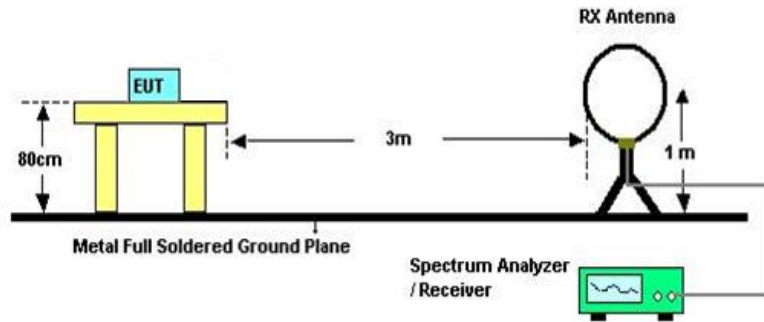 RX Antenna
EUT
80cm
3m
1 m
Metal Full Soldered Ground Plane
Spectrum Analyzer
/ Receiver